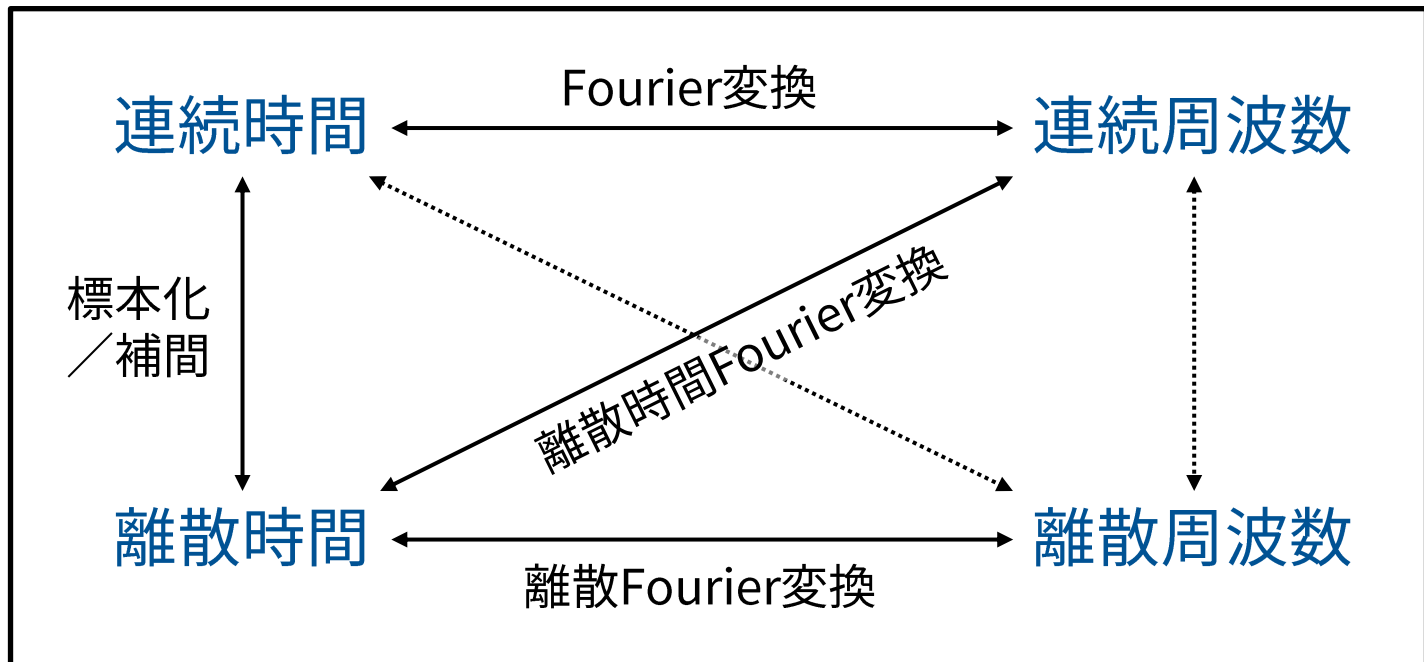 Fourier変換
連続時間
連続周波数
標本化
／補間
離散時間Fourier変換
離散時間
離散周波数
離散Fourier変換